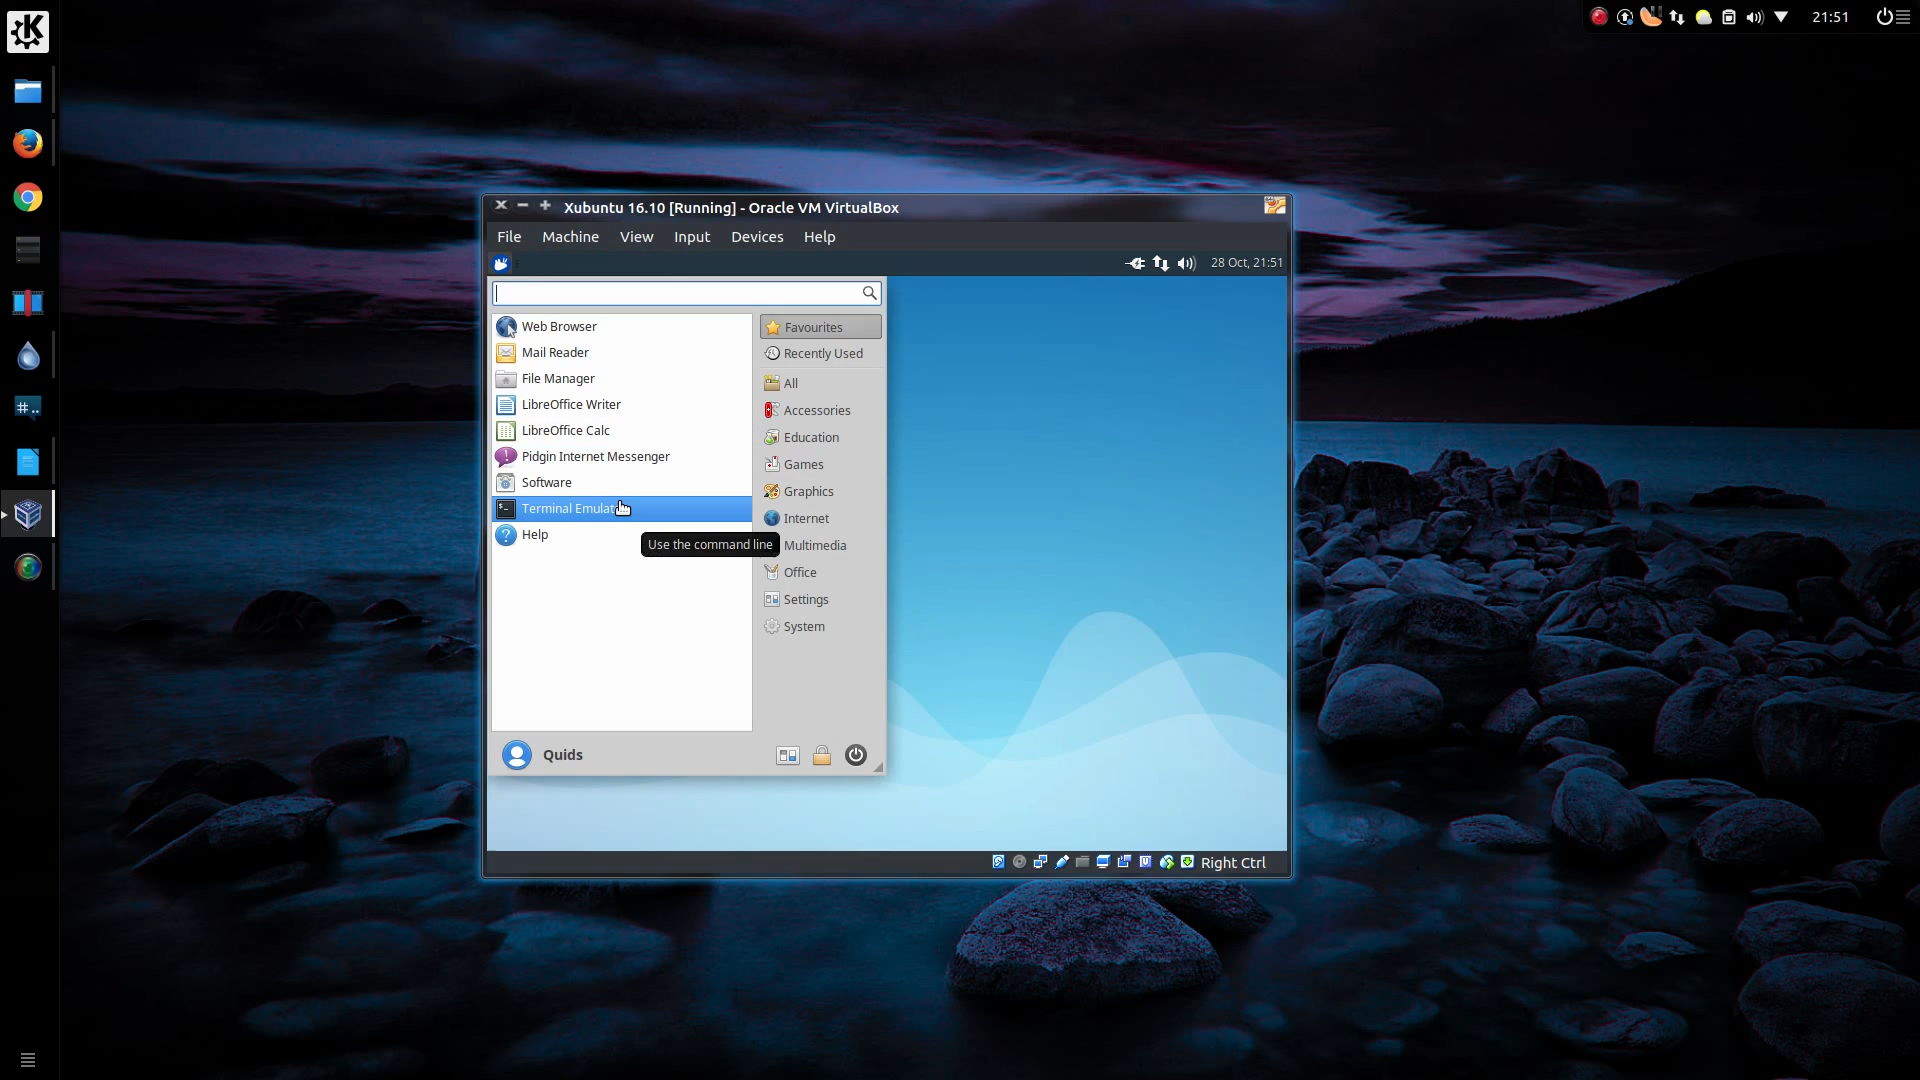 21:51
Xubuntu 16.10 [Running] - Oracle VM VirtualBox
File Machine View Input Devices Help
28 Oct, 21:51
Web Browser
Mail Reader
File Manager
LibreOffice Writer
LibreOffice Calc
Pidgin Internet Messenger
Software
Terminal Emulat
Help
Use the command line
Favourites
Recently Used
All
Accessories
Education
Games
Graphics
Internet
Multimedia
Office
Settings
System
Quids
Right Ctrl